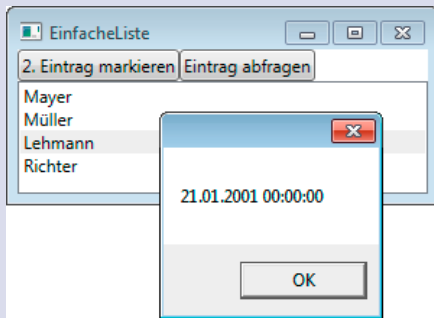 EinfacheListe
2. Eintrag markieren Eintrag abfragen
Mayer
Müller
Lehmann
Richter
21.01.2001 00:00:00
OK